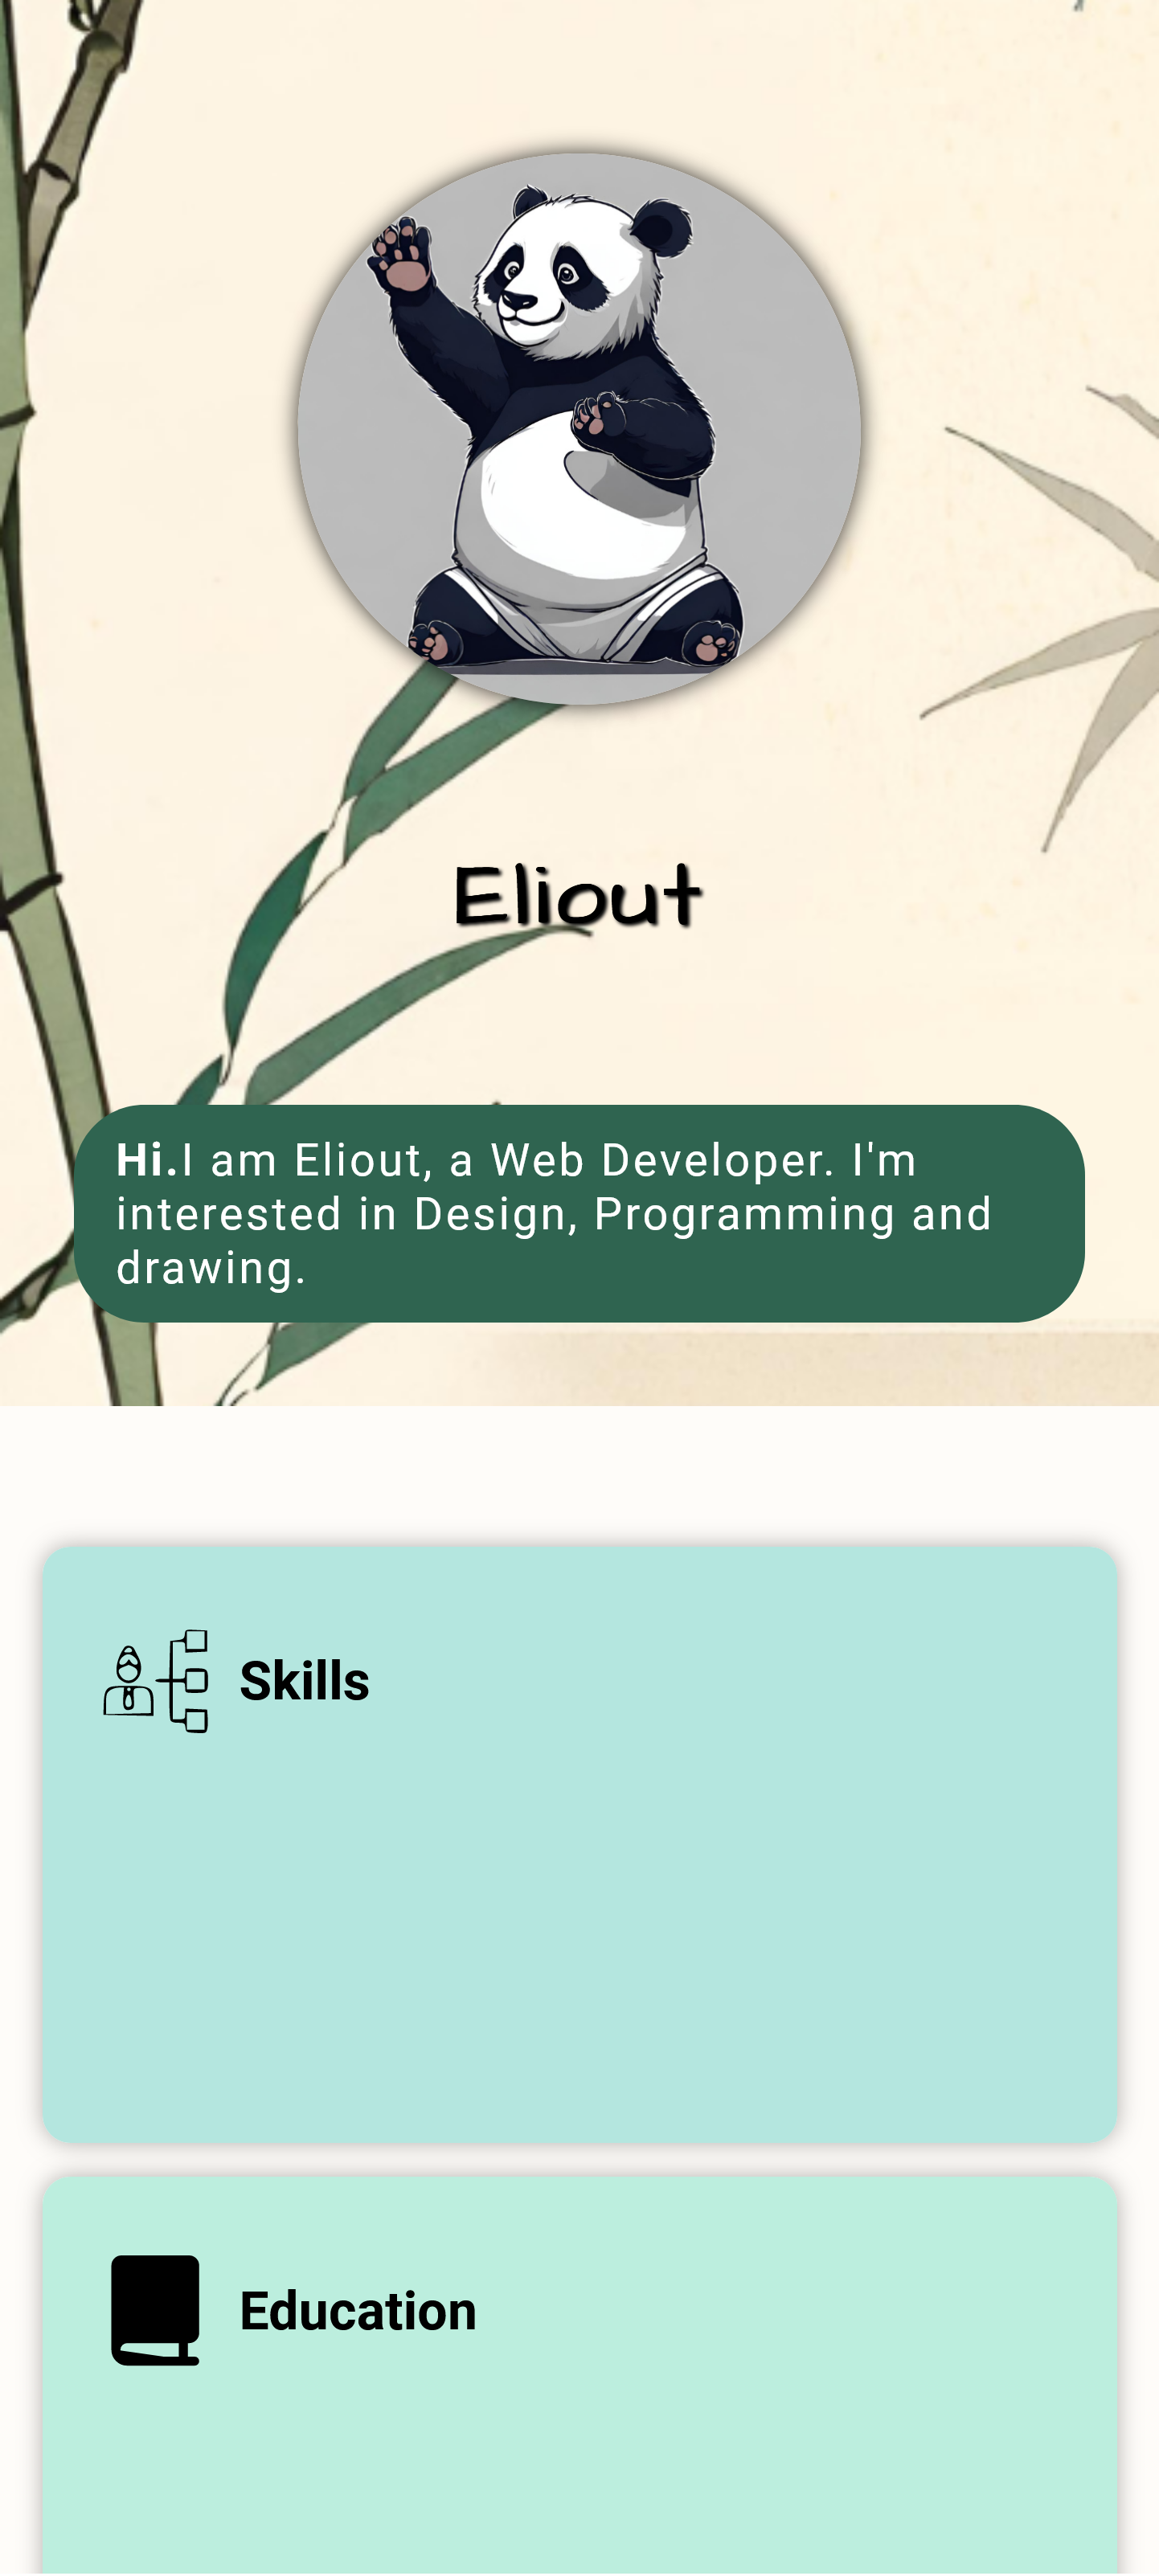 Eliout
Hi.I am Eliout, a Web Developer. I'm
interested in Design, Programming and
drawing.
Skills
Education